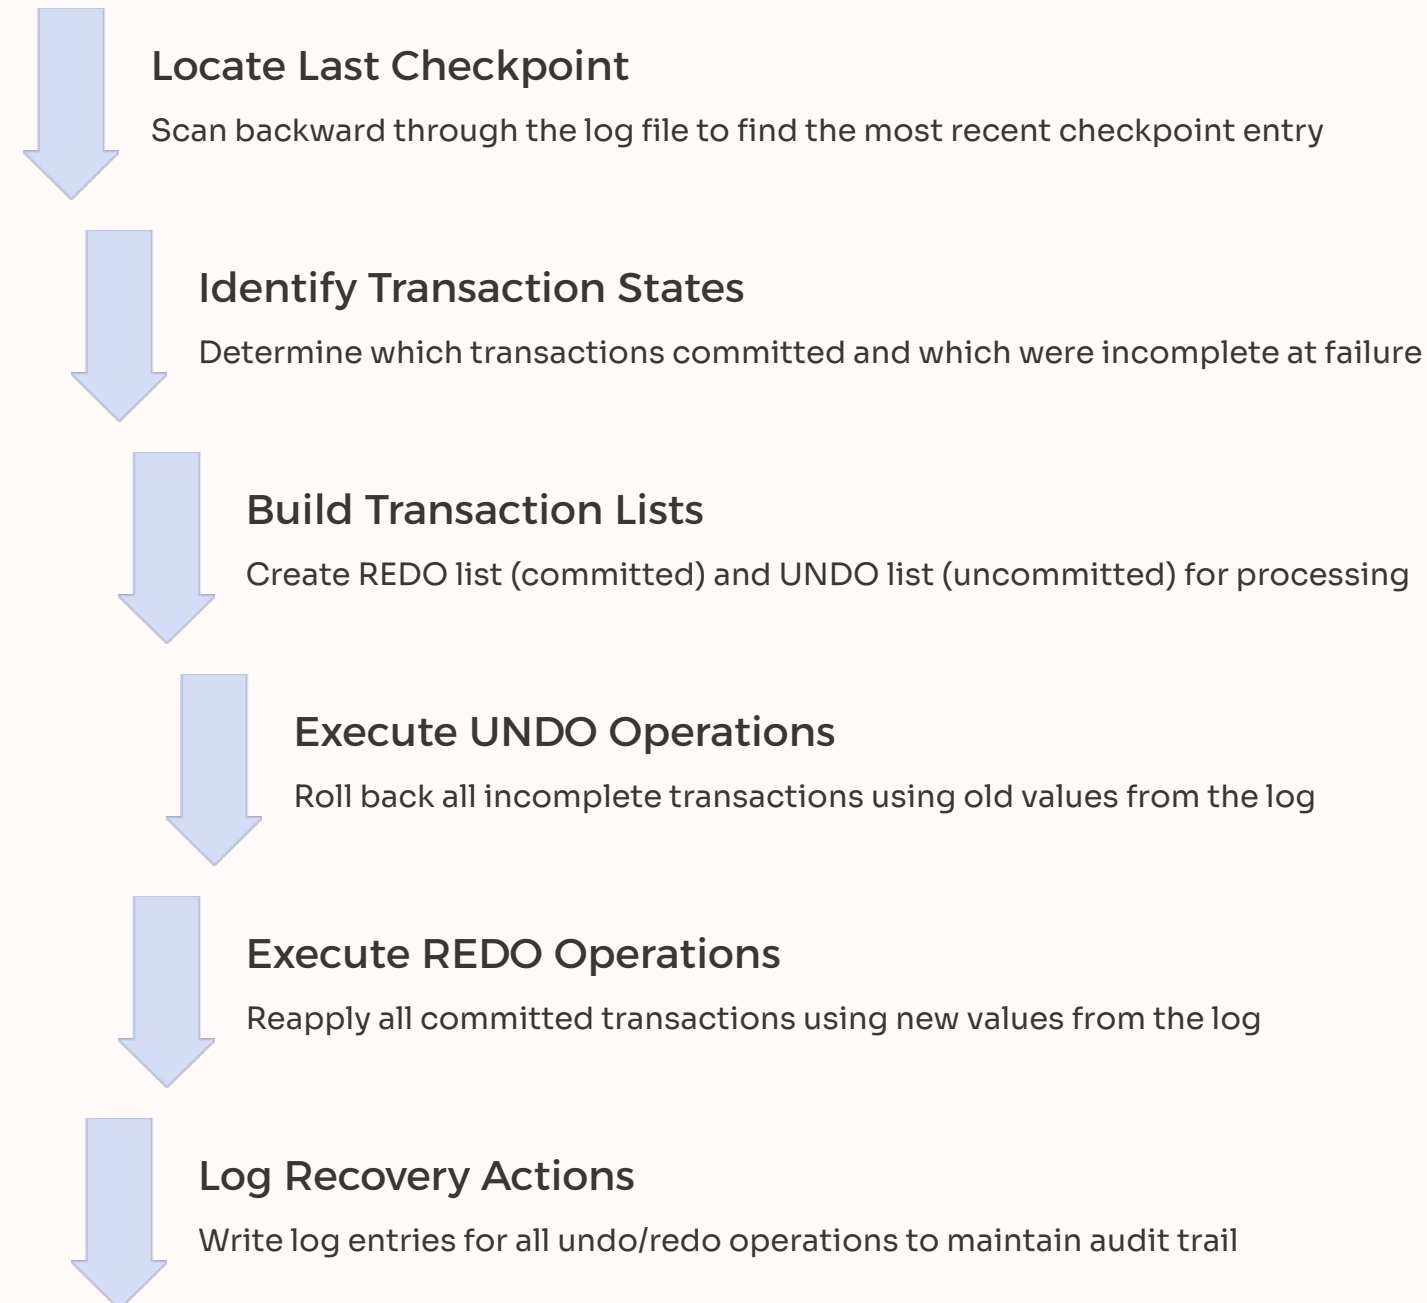 Locate Last Checkpoint
Scan backward through the log file to find the most recent checkpoint entry
Identify Transaction States
Determine which transactions committed and which were incomplete at failure
Build Transaction Lists
Create REDO list (committed) and UNDO list (uncommitted) for processing
Execute UNDO Operations
Roll back all incomplete transactions using old values from the log
Execute REDO Operations
Reapply all committed transactions using new values from the log
Log Recovery Actions
Write log entries for all undo/redo operations to maintain audit trail